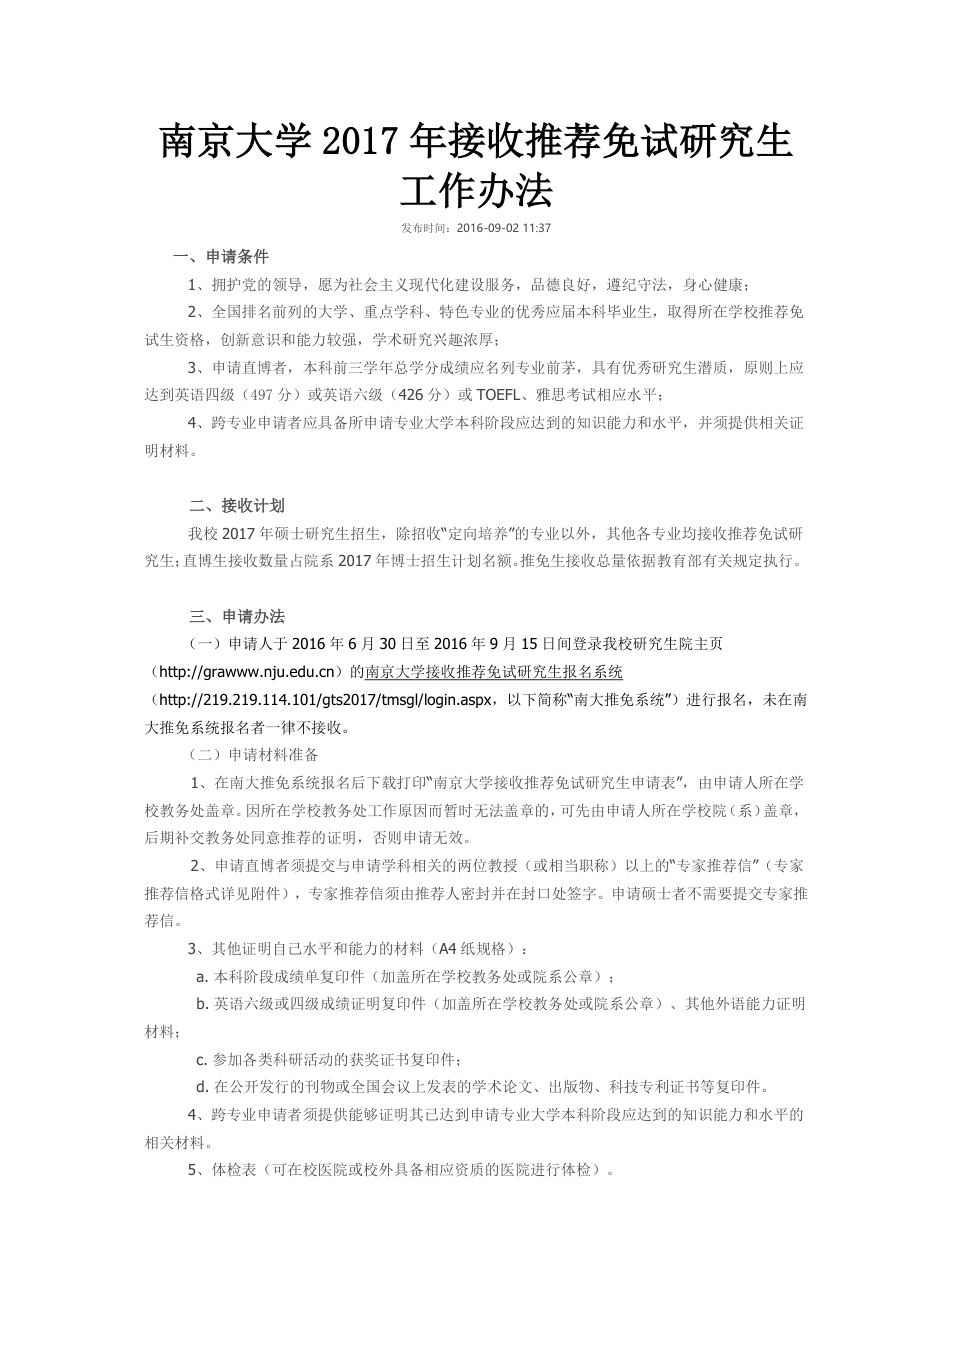 南京大学 2017 年接收推荐免试研究生
工作办法
发布时间：2016-09-02 11:37
一、申请条件
1、拥护党的领导，愿为社会主义现代化建设服务，品德良好，遵纪守法，身心健康；
2、全国排名前列的大学、重点学科、特色专业的优秀应届本科毕业生，取得所在学校推荐免
试生资格，创新意识和能力较强，学术研究兴趣浓厚；
3、申请直博者，本科前三学年总学分成绩应名列专业前茅，具有优秀研究生潜质，原则上应
达到英语四级（497 分）或英语六级（426 分）或 TOEFL、雅思考试相应水平；
4、跨专业申请者应具备所申请专业大学本科阶段应达到的知识能力和水平，并须提供相关证
明材料。
二、接收计划
我校 2017 年硕士研究生招生，除招收“定向培养”的专业以外，其他各专业均接收推荐免试研
究生；直博生接收数量占院系 2017 年博士招生计划名额。推免生接收总量依据教育部有关规定执行。
三、申请办法
（一）申请人于 2016 年 6 月 30 日至 2016 年 9 月 15 日间登录我校研究生院主页
（http://grawww.nju.edu.cn）的南京大学接收推荐免试研究生报名系统
（http://219.219.114.101/gts2017/tmsgl/login.aspx，以下简称“南大推免系统”）进行报名，未在南
大推免系统报名者一律不接收。
（二）申请材料准备
1、在南大推免系统报名后下载打印“南京大学接收推荐免试研究生申请表”，由申请人所在学
校教务处盖章。因所在学校教务处工作原因而暂时无法盖章的，可先由申请人所在学校院（系）盖章，
后期补交教务处同意推荐的证明，否则申请无效。
2、申请直博者须提交与申请学科相关的两位教授（或相当职称）以上的“专家推荐信”（专家
推荐信格式详见附件），专家推荐信须由推荐人密封并在封口处签字。申请硕士者不需要提交专家推
荐信。
3、其他证明自己水平和能力的材料（A4 纸规格）：
a. 本科阶段成绩单复印件（加盖所在学校教务处或院系公章）；
b. 英语六级或四级成绩证明复印件（加盖所在学校教务处或院系公章）、其他外语能力证明
材料；
c. 参加各类科研活动的获奖证书复印件；
d. 在公开发行的刊物或全国会议上发表的学术论文、出版物、科技专利证书等复印件。
4、跨专业申请者须提供能够证明其已达到申请专业大学本科阶段应达到的知识能力和水平的
相关材料。
5、体检表（可在校医院或校外具备相应资质的医院进行体检）。